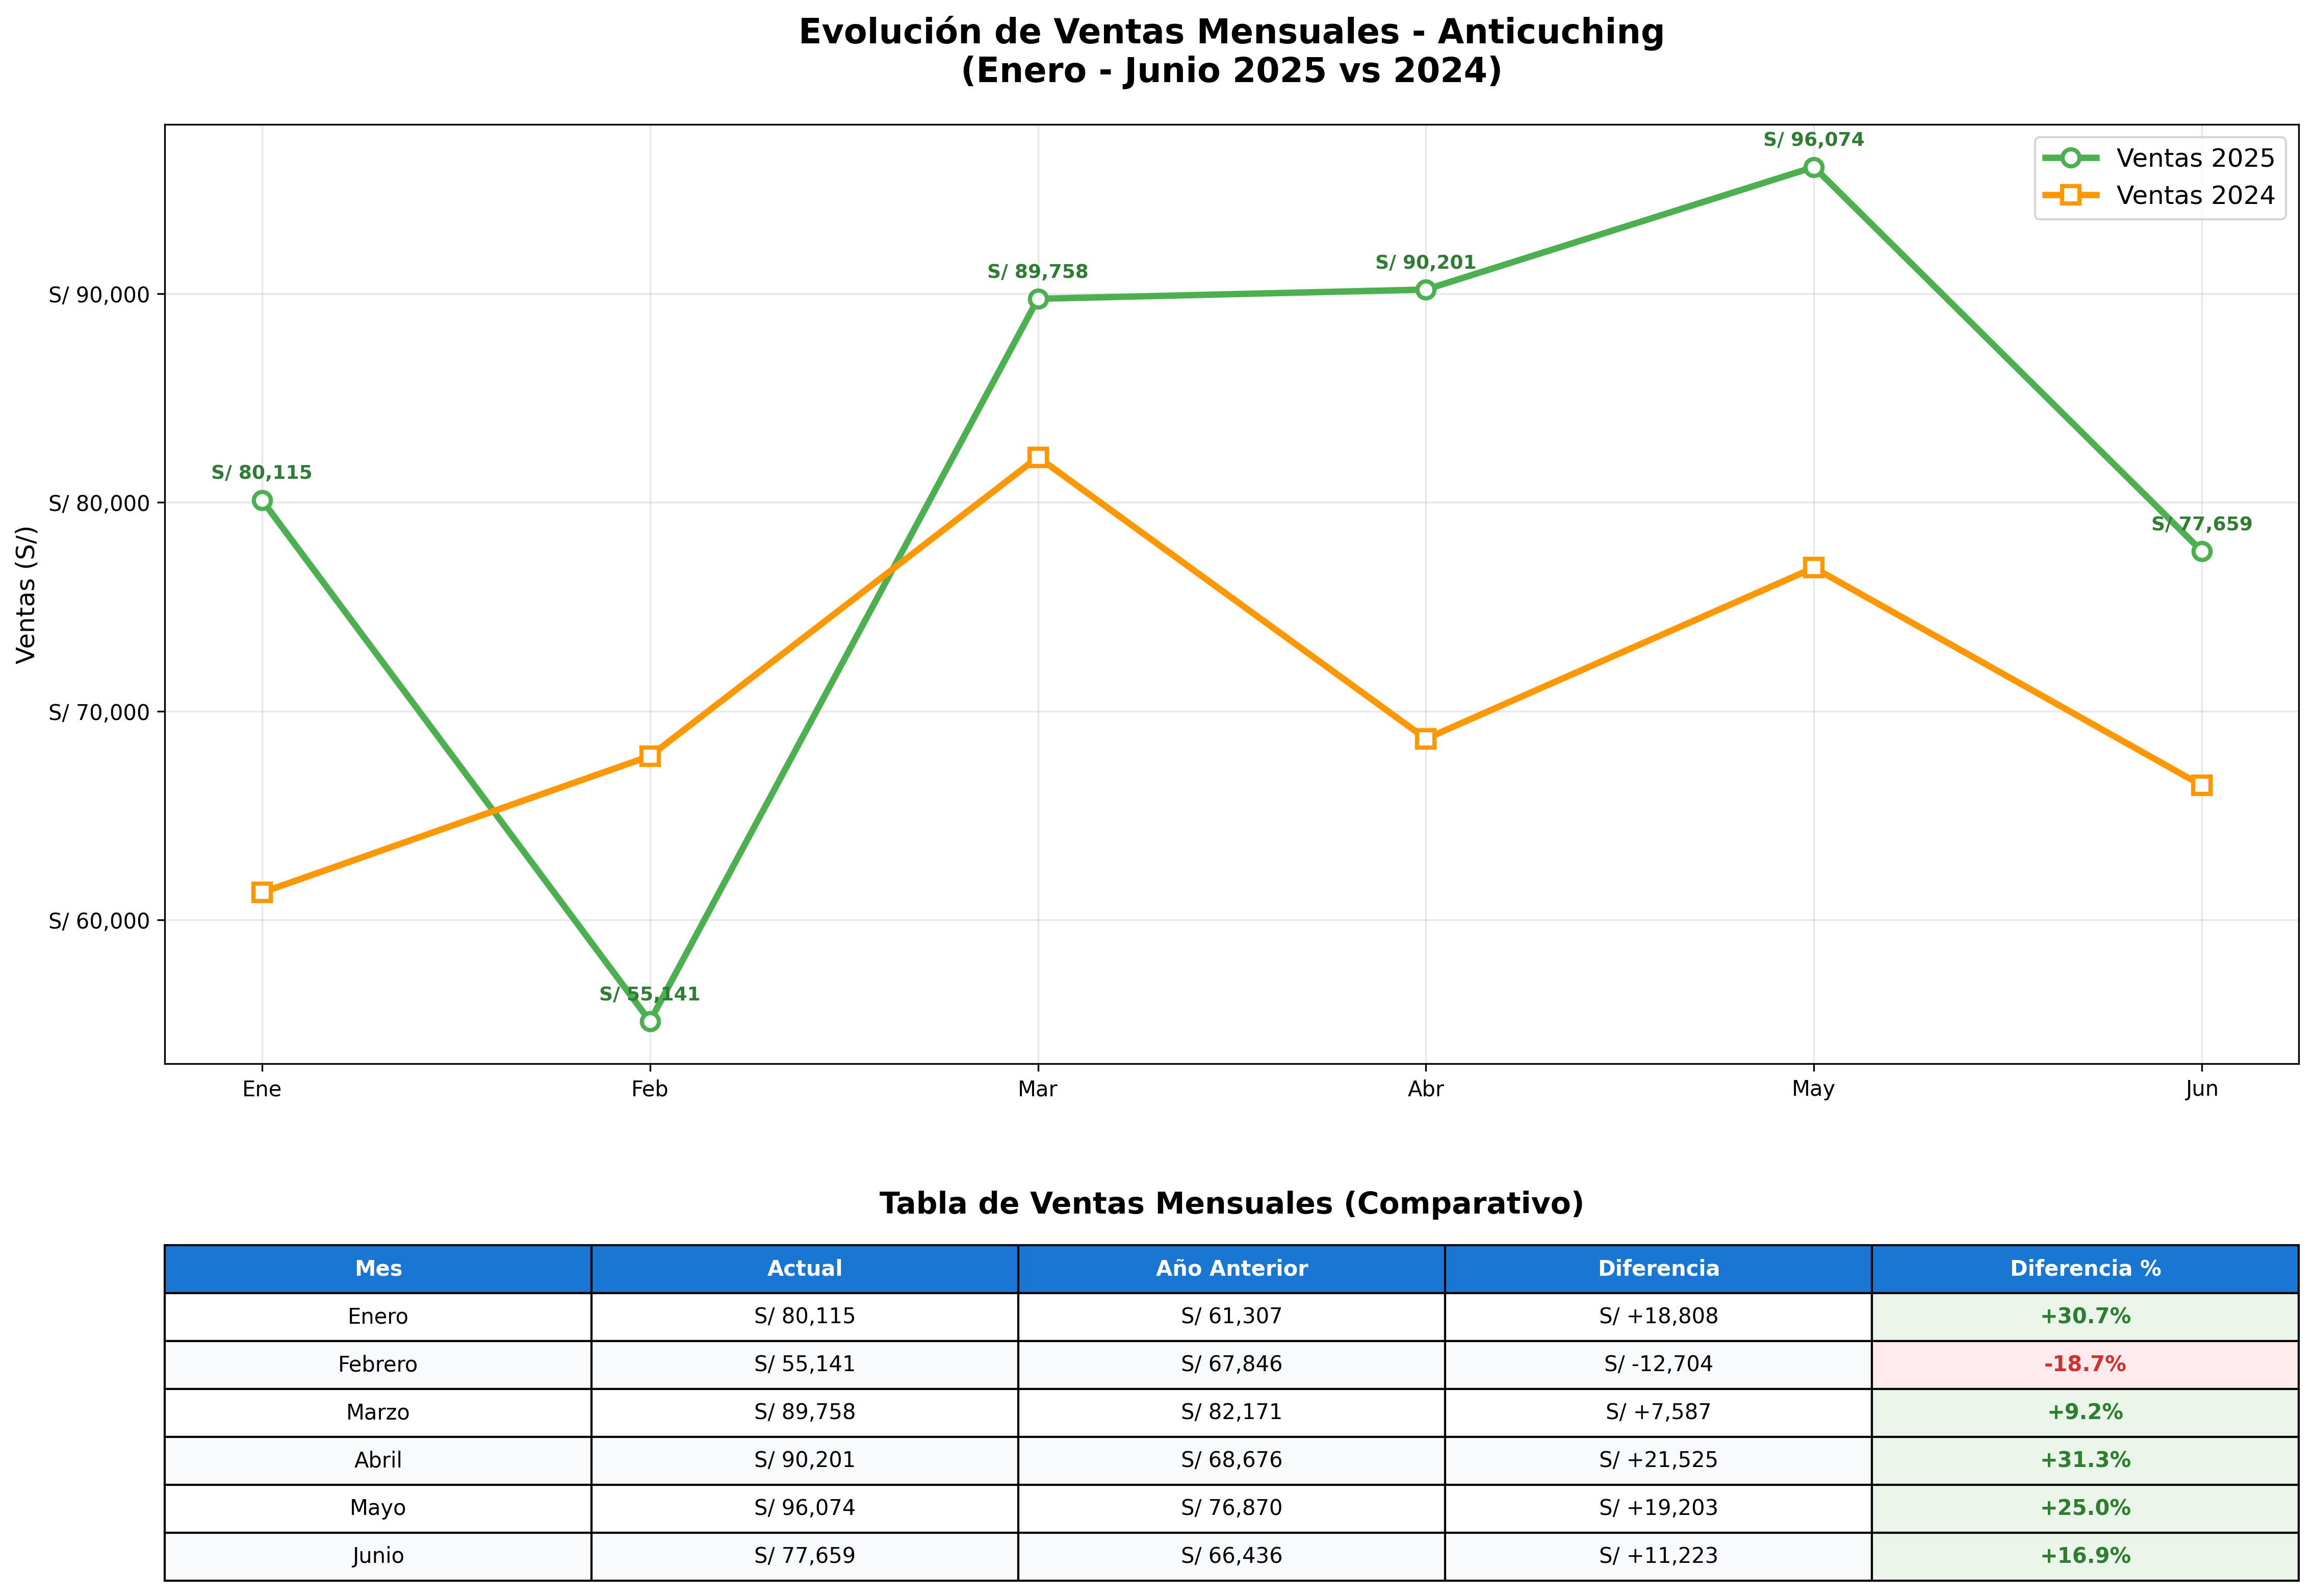 Evolución de Ventas Mensuales - Anticuching
(Enero - Junio 2025 vs 2024)
Ventas 2025
Ventas 2024
Ventas (S/)
S/ 90,000
S/ 80,000
S/ 70,000
S/ 60,000
S/ 80,115
S/ 55,141
S/ 89,758
S/ 90,201
S/ 96,074
S/ 77,659
Ene Feb Mar Abr May Jun
Tabla de Ventas Mensuales (Comparativo)
Mes Actual Año Anterior Diferencia Diferencia %
Enero S/ 80,115 S/ 61,307 S/ +18,808 +30.7%
Febrero S/ 55,141 S/ 67,846 S/ -12,704 -18.7%
Marzo S/ 89,758 S/ 82,171 S/ +7,587 +9.2%
Abril S/ 90,201 S/ 68,676 S/ +21,525 +31.3%
Mayo S/ 96,074 S/ 76,870 S/ +19,203 +25.0%
Junio S/ 77,659 S/ 66,436 S/ +11,223 +16.9%